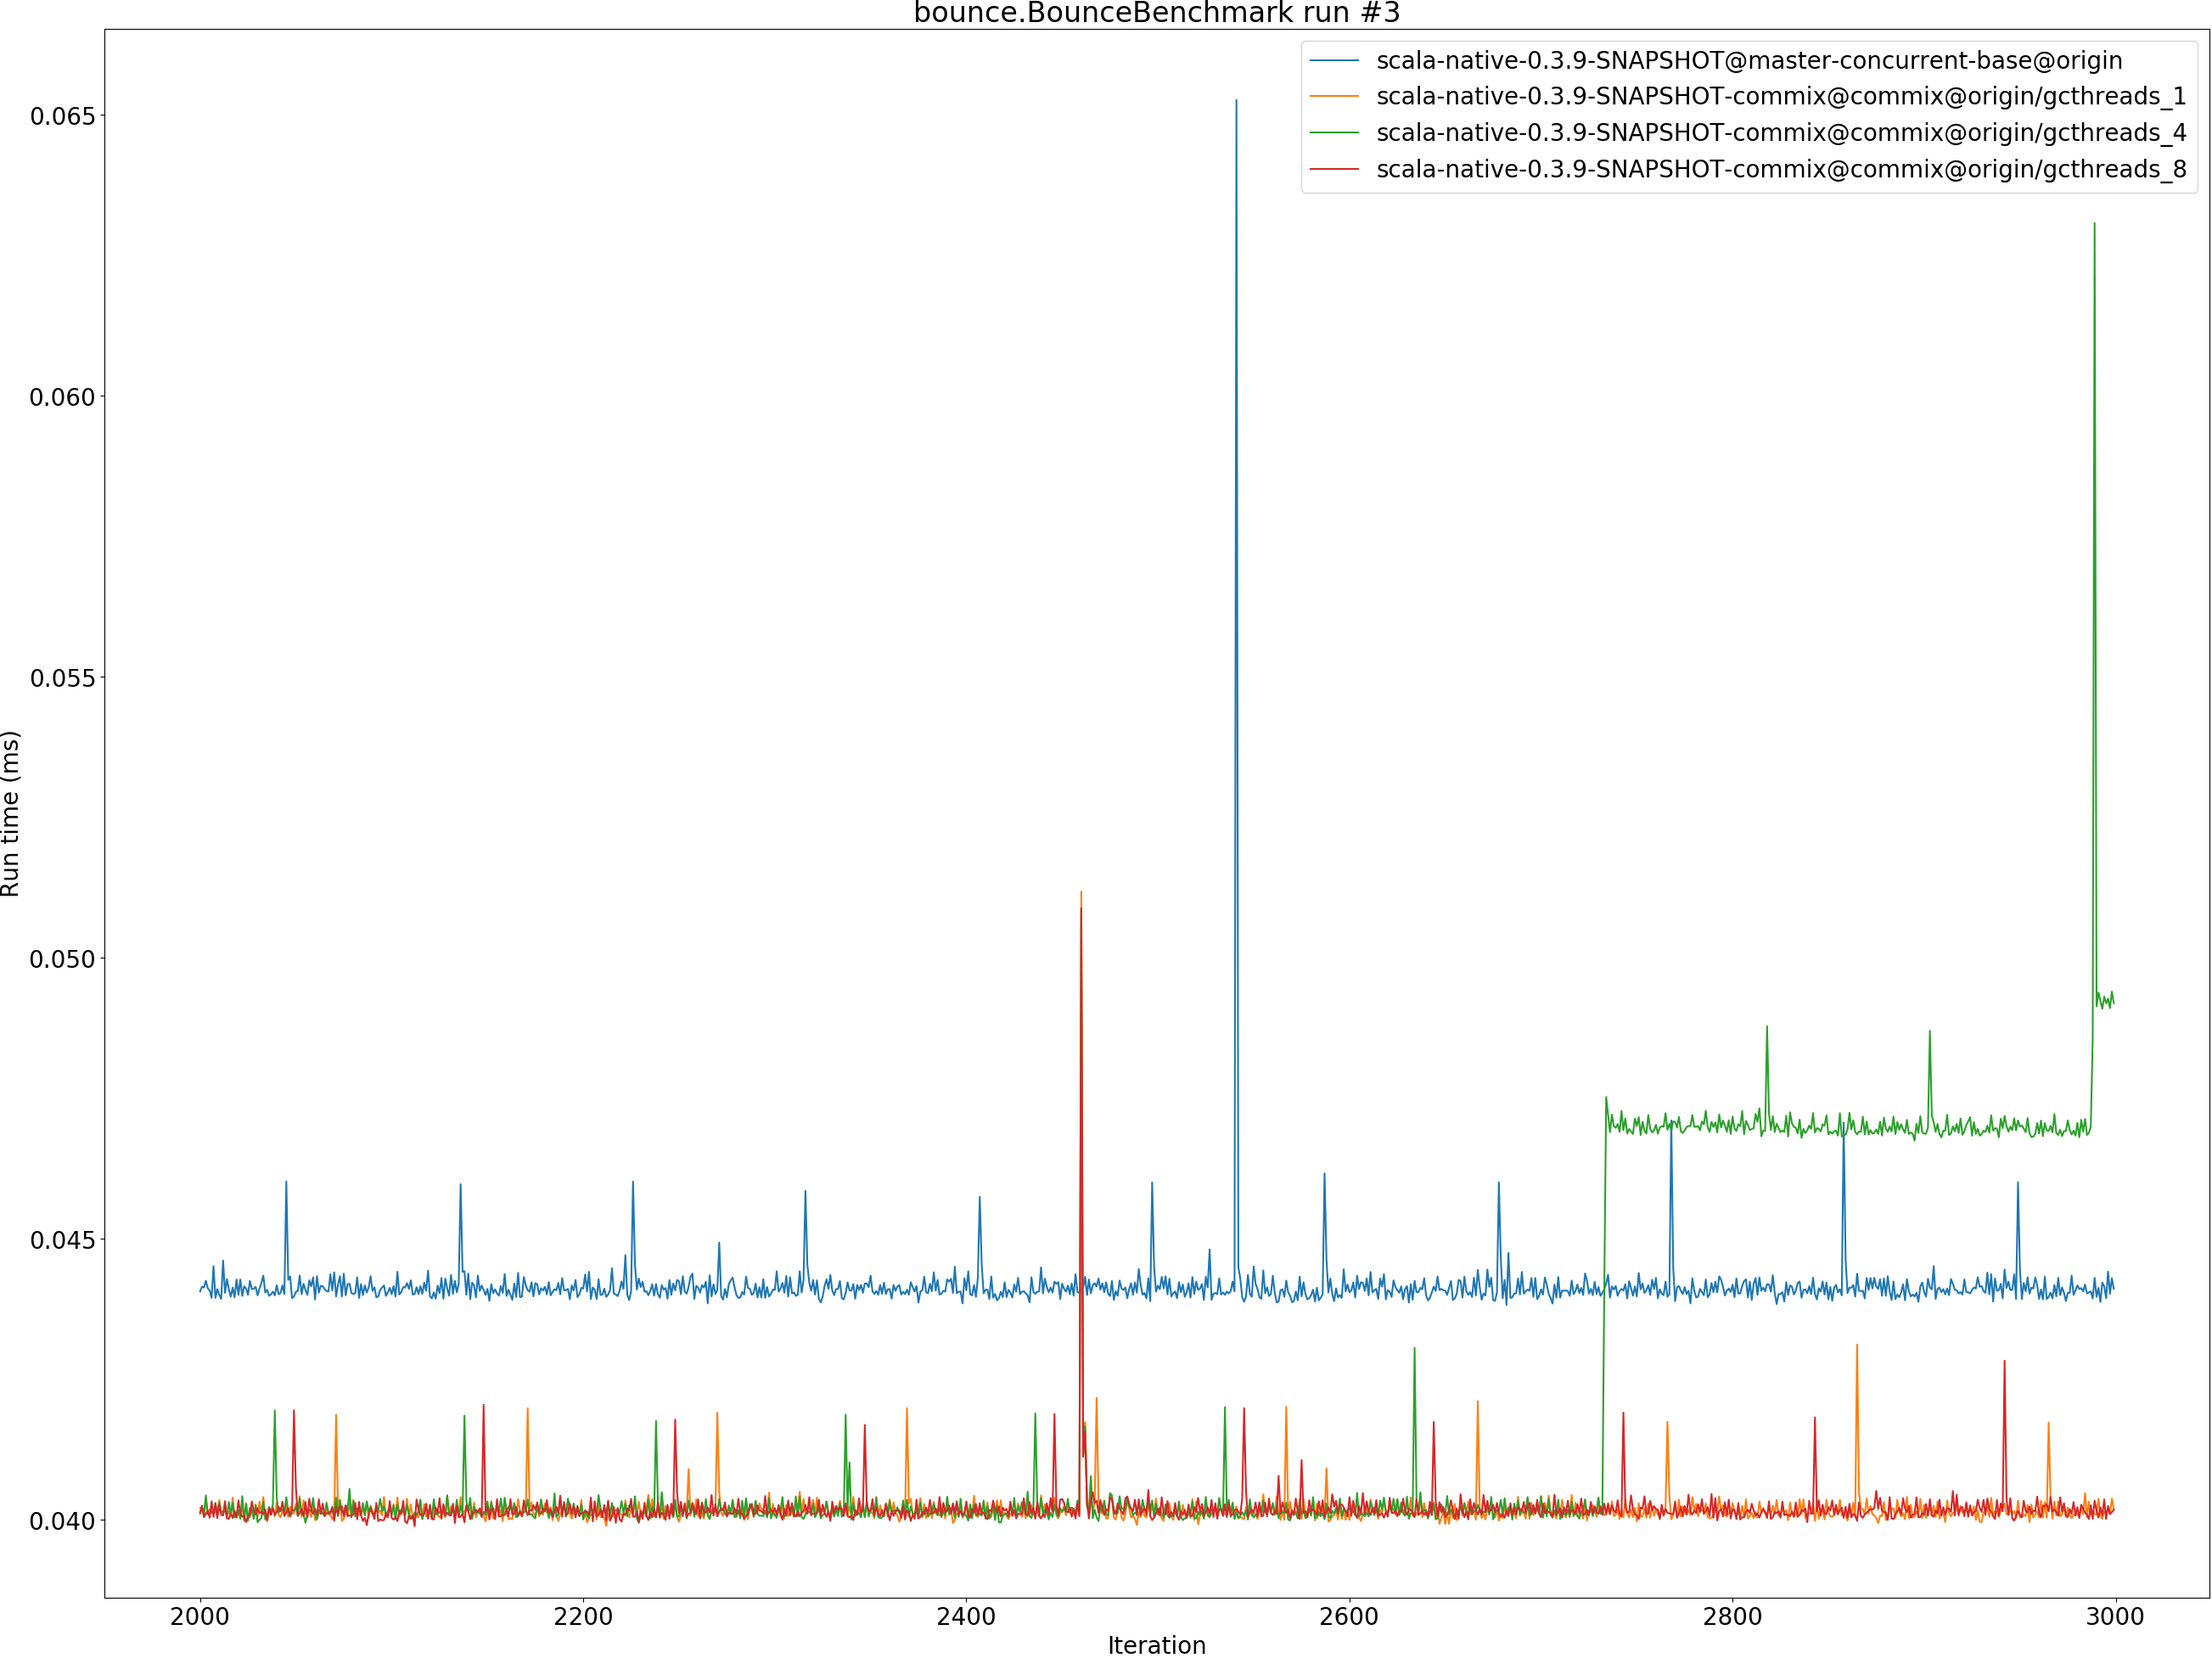 bounce.BounceBenchmark run #3
scala-native-0.3.9-SNAPSHOT@master-concurrent-base@origin
scala-native-0.3.9-SNAPSHOT-commix@commix@origin/gcthreads_1
scala-native-0.3.9-SNAPSHOT-commix@commix@origin/gcthreads_4
scala-native-0.3.9-SNAPSHOT-commix@commix@origin/gcthreads_8
Run time (ms)
0.065
0.060
0.055
0.050
0.045
0.040
2000 2200 2400 2600 2800 3000
Iteration